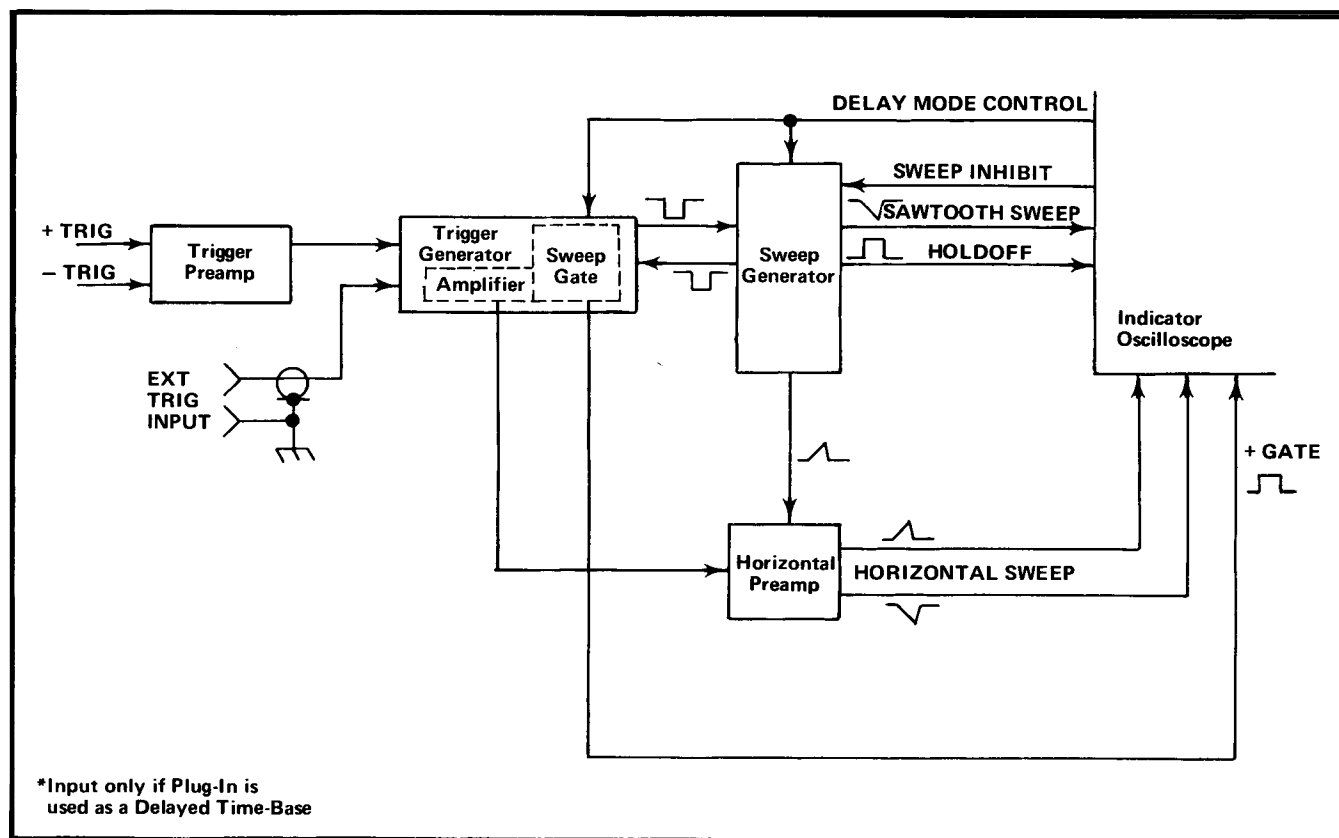 DELAY MODE CONTROL
SWEEP INHIBIT
SAWTOOTH SWEEP
HOLDOFF
+ TRIG
− TRIG
Trigger
Preamp
Trigger
Generator
Amplifier
Sweep
Gate
Sweep
Generator
Indicator
Oscilloscope
EXT
TRIG
INPUT
+ GATE
Horizontal
Preamp
HORIZONTAL SWEEP
*Input only if Plug-In is
used as a Delayed Time-Base